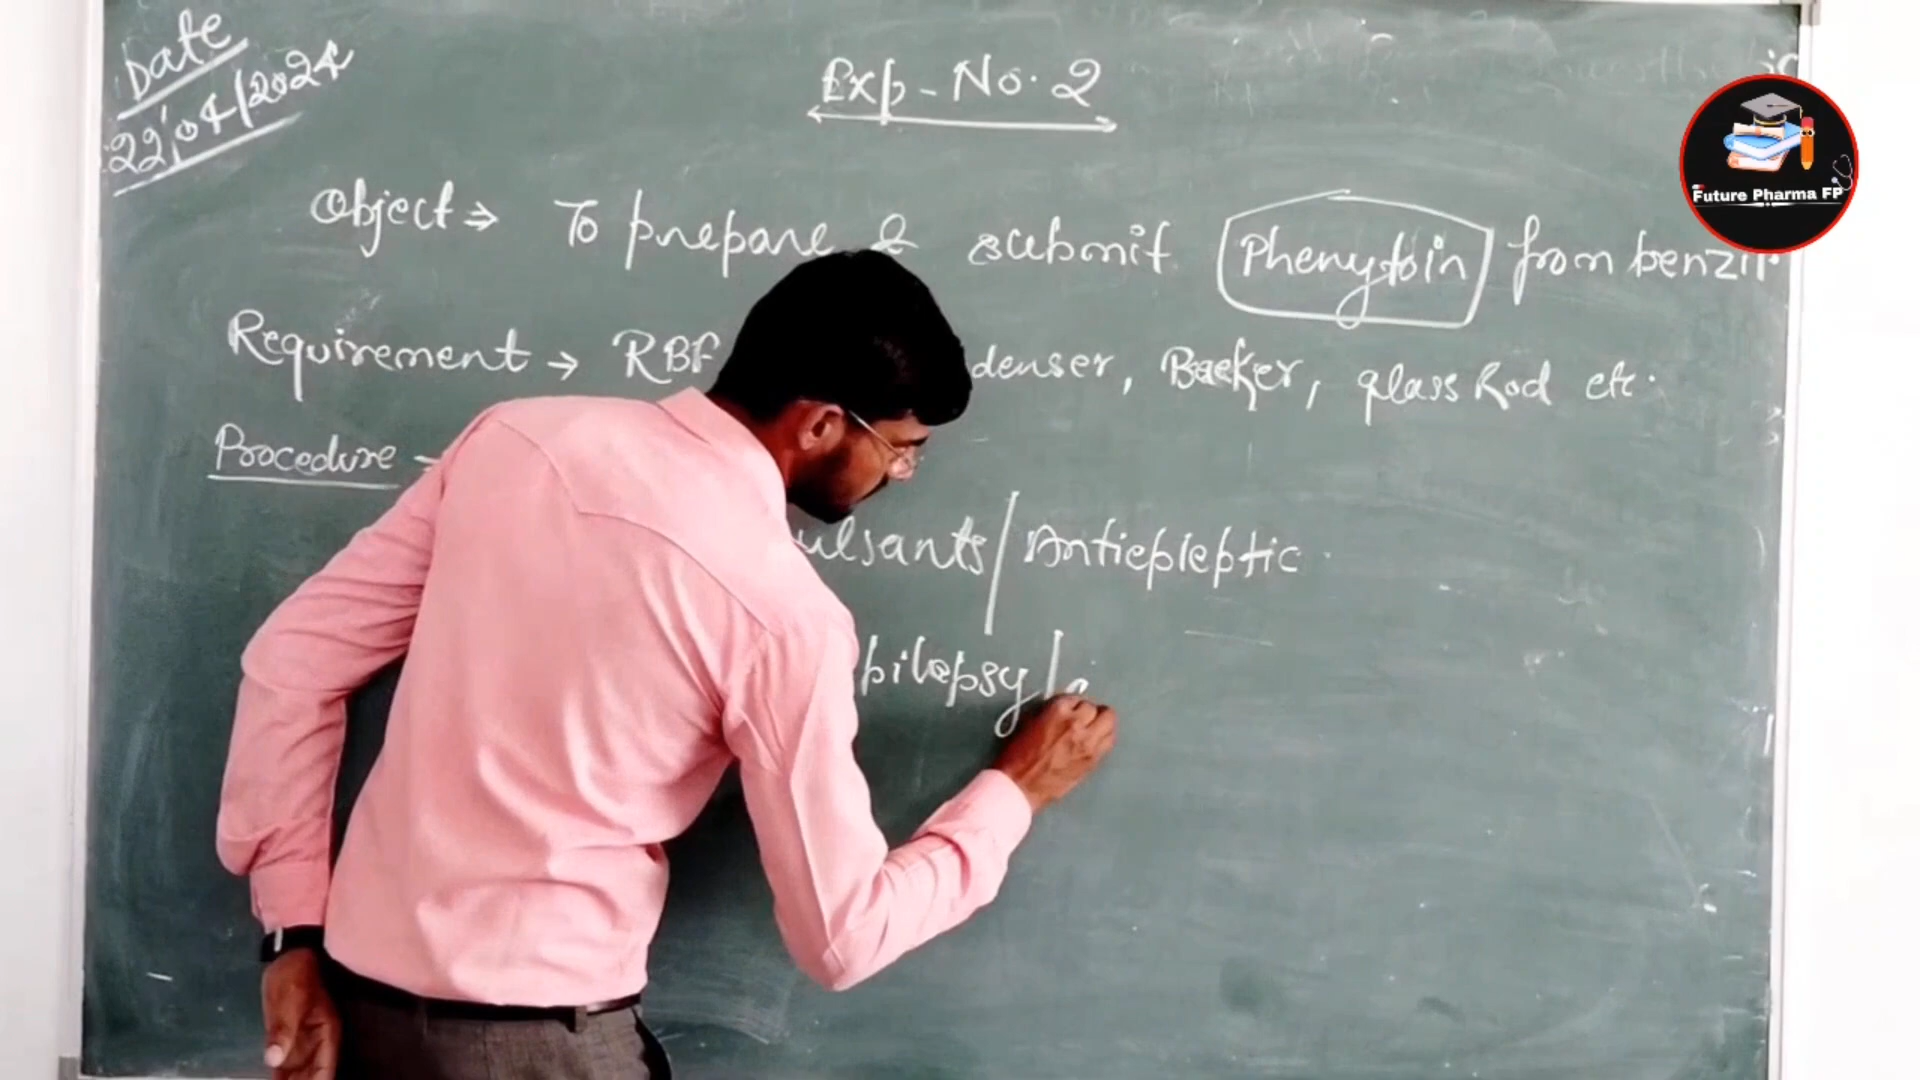 Date
22/04/2024
Exp - No. 2
Object ⇒ To prepare & submit Phenytoin from benzil
Requirement → RBF denser, Beaker, glass Rod etc.
Procedure -
ulsants / Antiepleptic.
pilepsy /
Future Pharma FP